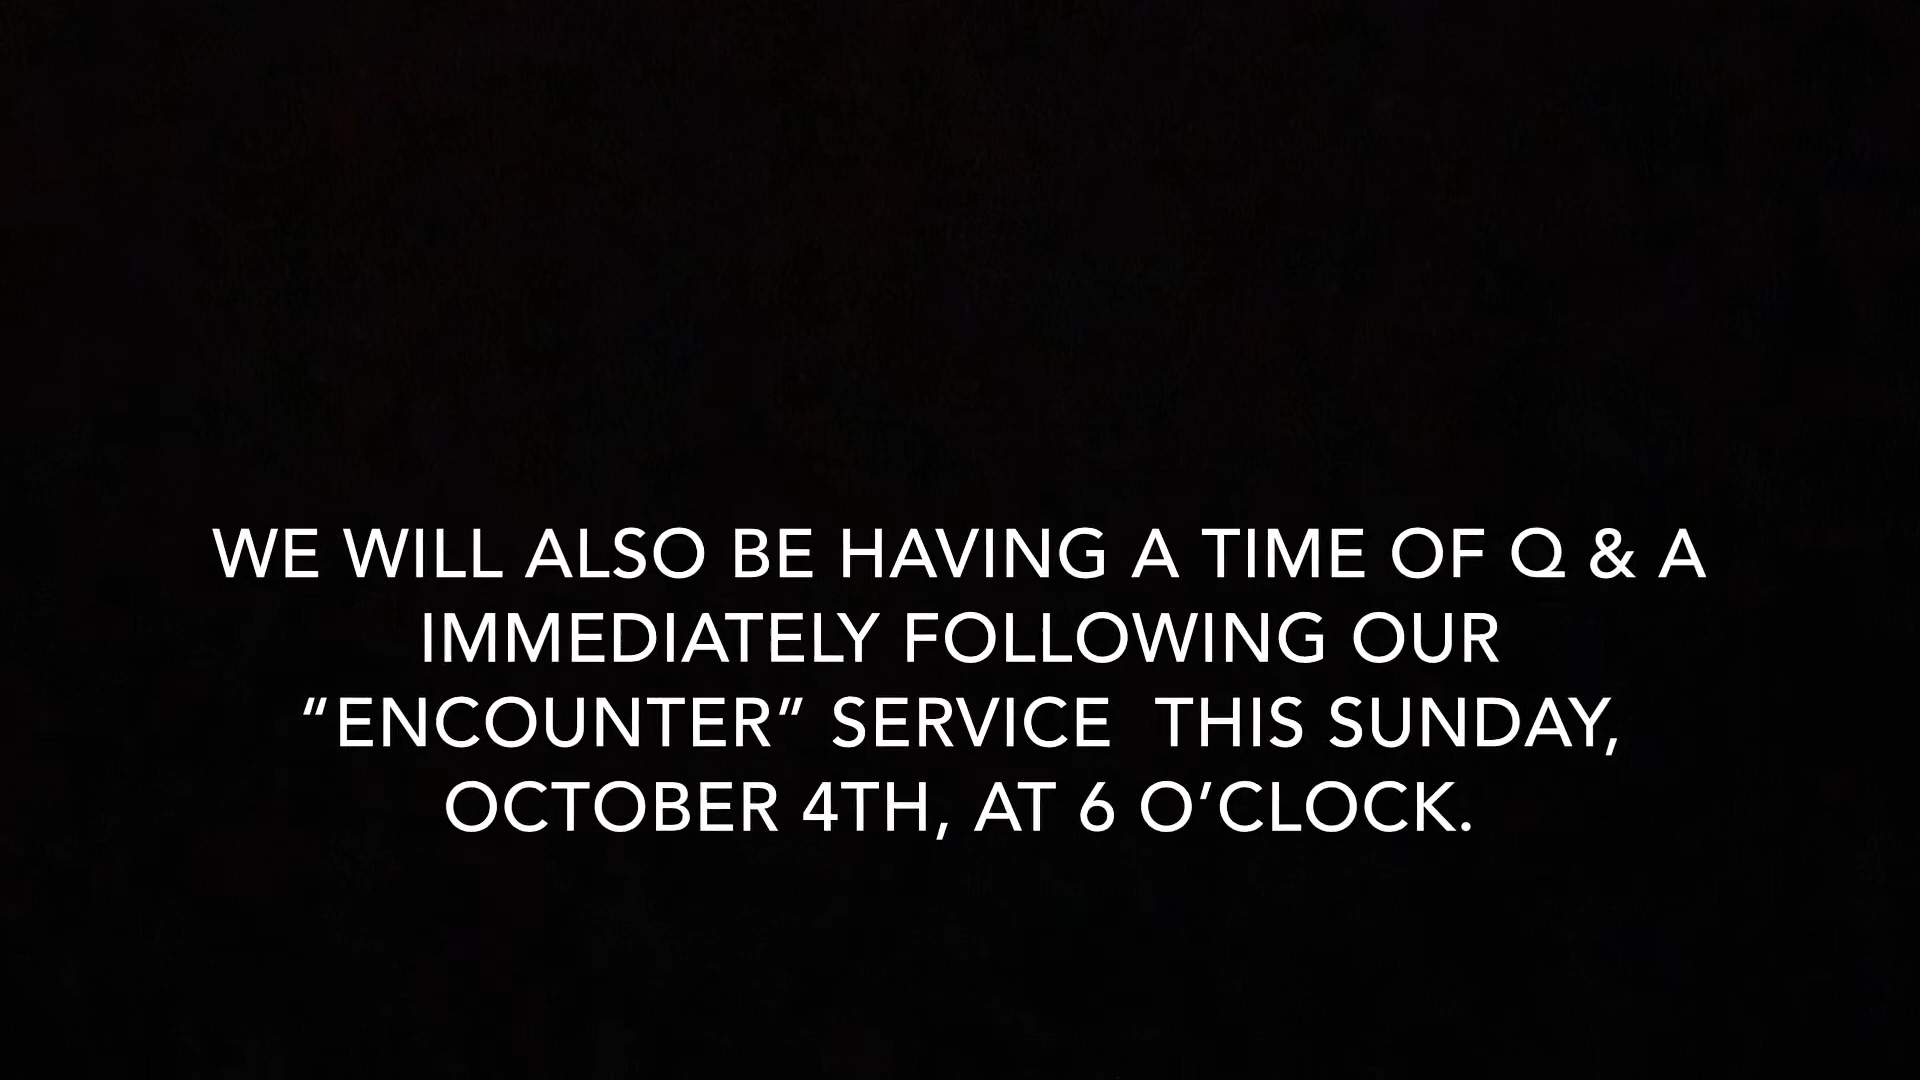 WE WILL ALSO BE HAVING A TIME OF Q & A
IMMEDIATELY FOLLOWING OUR
“ENCOUNTER” SERVICE  THIS SUNDAY,
OCTOBER 4TH, AT 6 O’CLOCK.